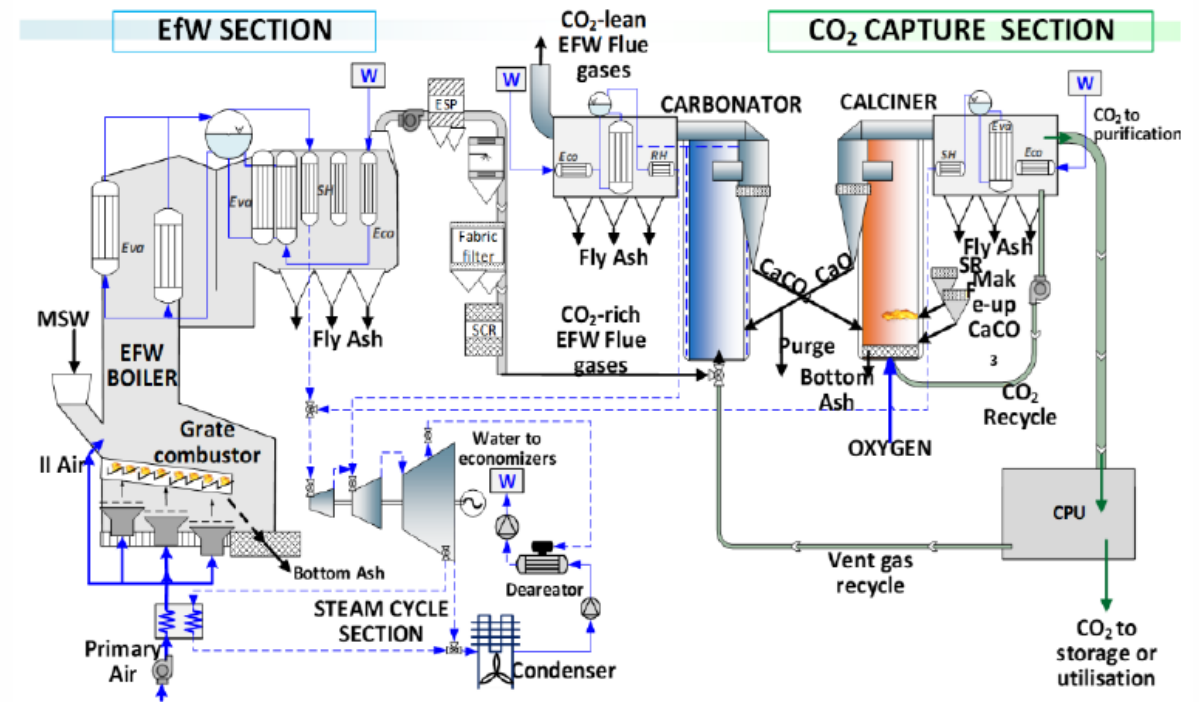 EfW SECTION
CO₂-lean
EFW Flue
gases
CO₂ CAPTURE SECTION
W
W
W
ESP
CARBONATOR
CALCINER
CO₂ to
purification
Eva
Eco
RH
SH
Eco
Eva
SH
Eva
Eco
Fabric
filter
SCR
Fly Ash
Fly Ash
SR
F
Mak
e-up
CaCO
3
CaCO₃
CaO
MSW
Fly Ash
CO₂-rich
EFW Flue
gases
EFW
BOILER
Purge
Bottom
Ash
CO₂
Recycle
OXYGEN
Grate
combustor
II Air
Water to
economizers
W
CPU
Bottom Ash
Deareator
Vent gas
recycle
STEAM CYCLE
SECTION
Primary
Air
Condenser
CO₂ to
storage or
utilisation